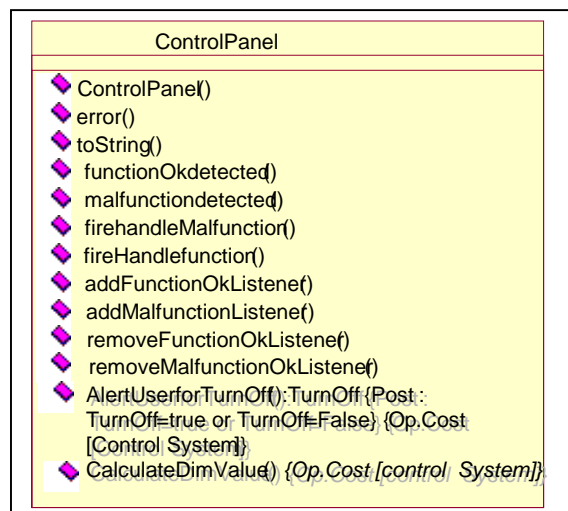 ControlPanel
ControlPanel()
error()
toString()
functionOkdetected()
malfunctiondetected()
firehandleMalfunction()
fireHandlefunction()
addFunctionOkListener()
addMalfunctionListener()
removeFunctionOkListener()
removeMalfunctionOkListener()
AlertUserforTurnOff():TurnOff {Post :
TurnOff=true or TurnOff=False} {Op.Cost
[Control System]}
CalculateDimValue() {Op.Cost [control System]}